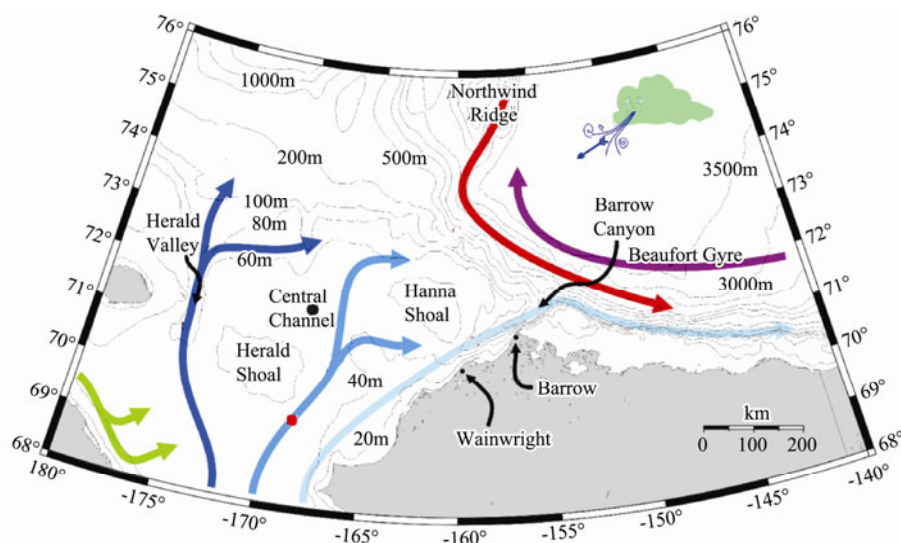 76°
76°
75°
1000m
Northwind
Ridge
75°
74°
200m
500m
3500m
74°
73°
100m
80m
60m
Herald
Valley
Barrow
Canyon
73°
72°
Beaufort Gyre
3000m
72°
71°
Central
Channel
Hanna
Shoal
71°
70°
Herald
Shoal
40m
Barrow
70°
69°
20m
Wainwright
km
0 100 200
69°
68°
68°
180°
-175°
-170°
-165°
-160°
-155°
-150°
-145°
-140°